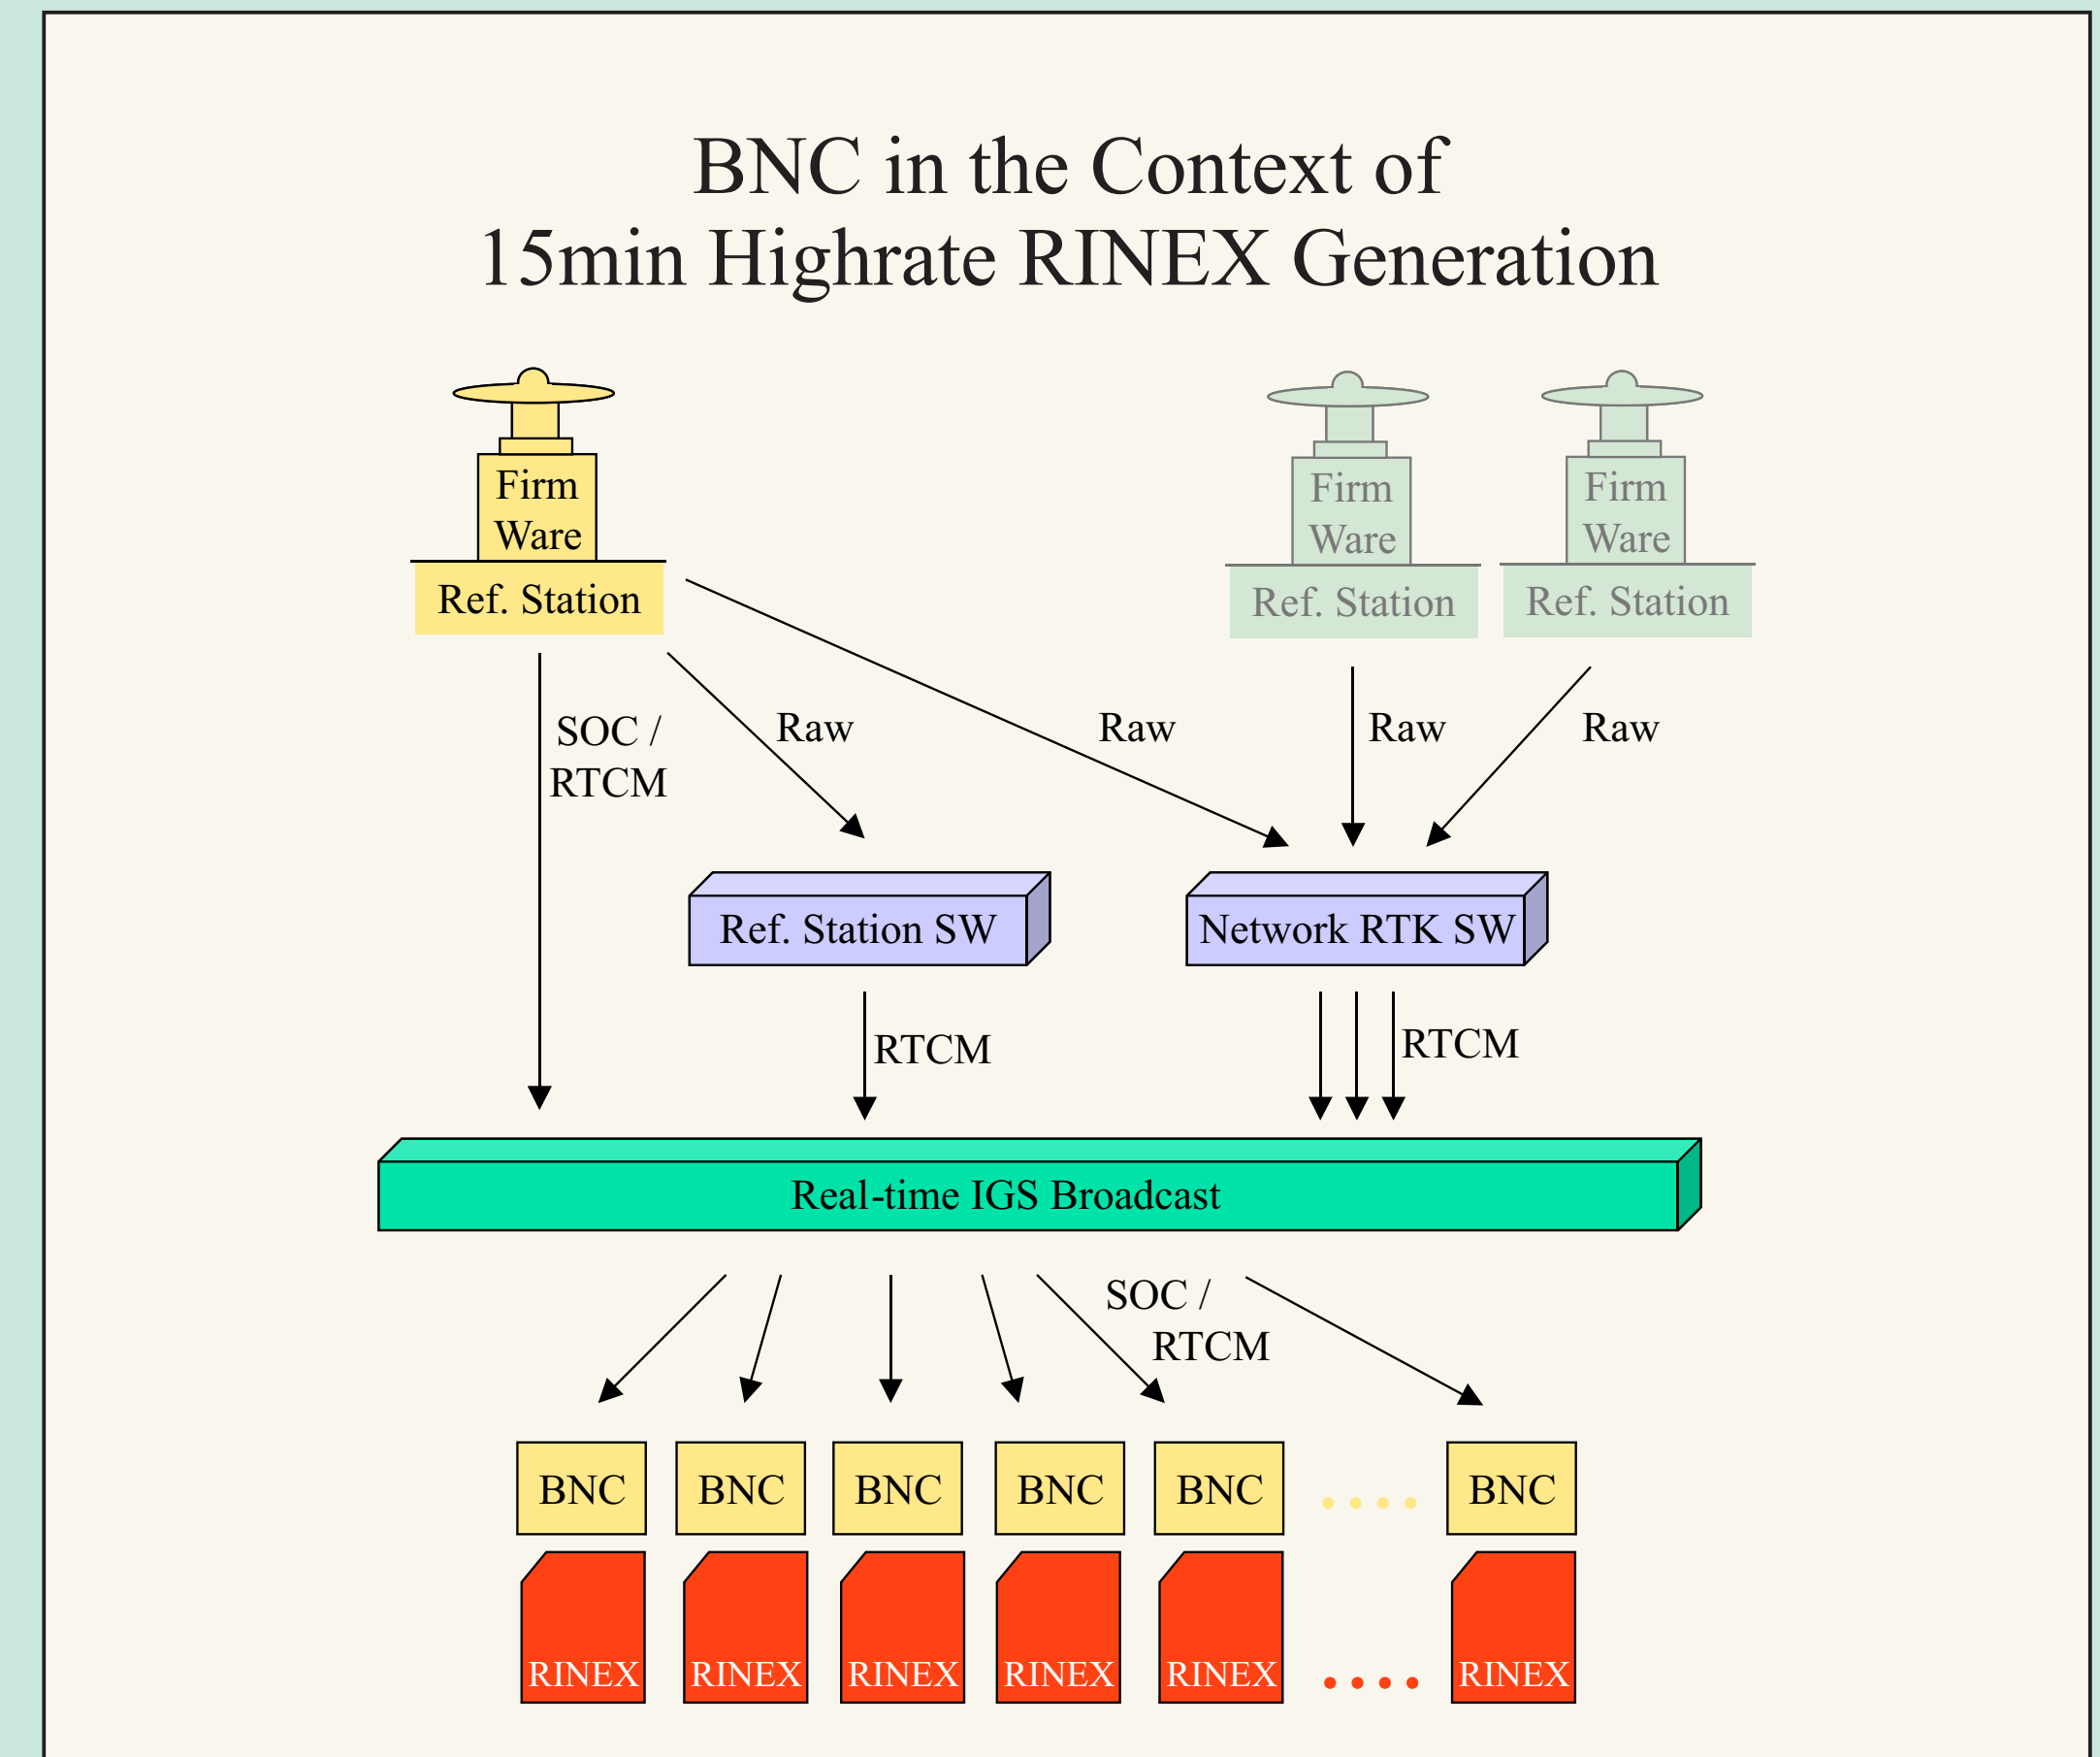 BNC in the Context of
15min Highrate RINEX Generation
Firm
Ware
Ref. Station
Firm
Ware
Ref. Station
Firm
Ware
Ref. Station
SOC /
RTCM
Raw
Raw
Raw
Raw
Ref. Station SW
Network RTK SW
RTCM
RTCM
Real-time IGS Broadcast
SOC /
RTCM
BNC
BNC
BNC
BNC
BNC
BNC
RINEX
RINEX
RINEX
RINEX
RINEX
RINEX